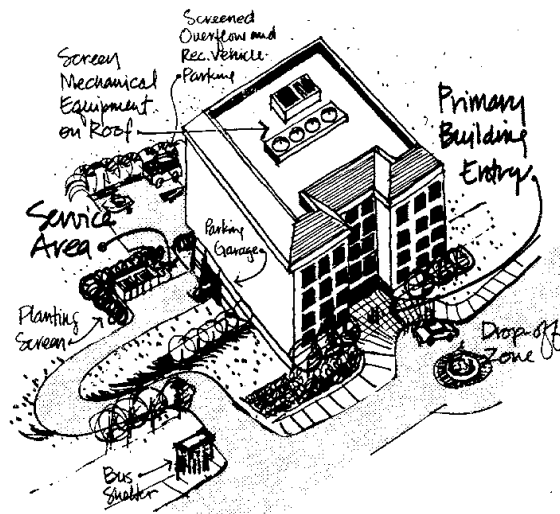 Screened
Overflow and
Rec. Vehicle
Parking
Screen
Mechanical
Equipment
on Roof
Primary
Building
Entry
Service
Area
Parking
Garage
Planting
Screen
Drop-off
Zone
Bus
Shelter